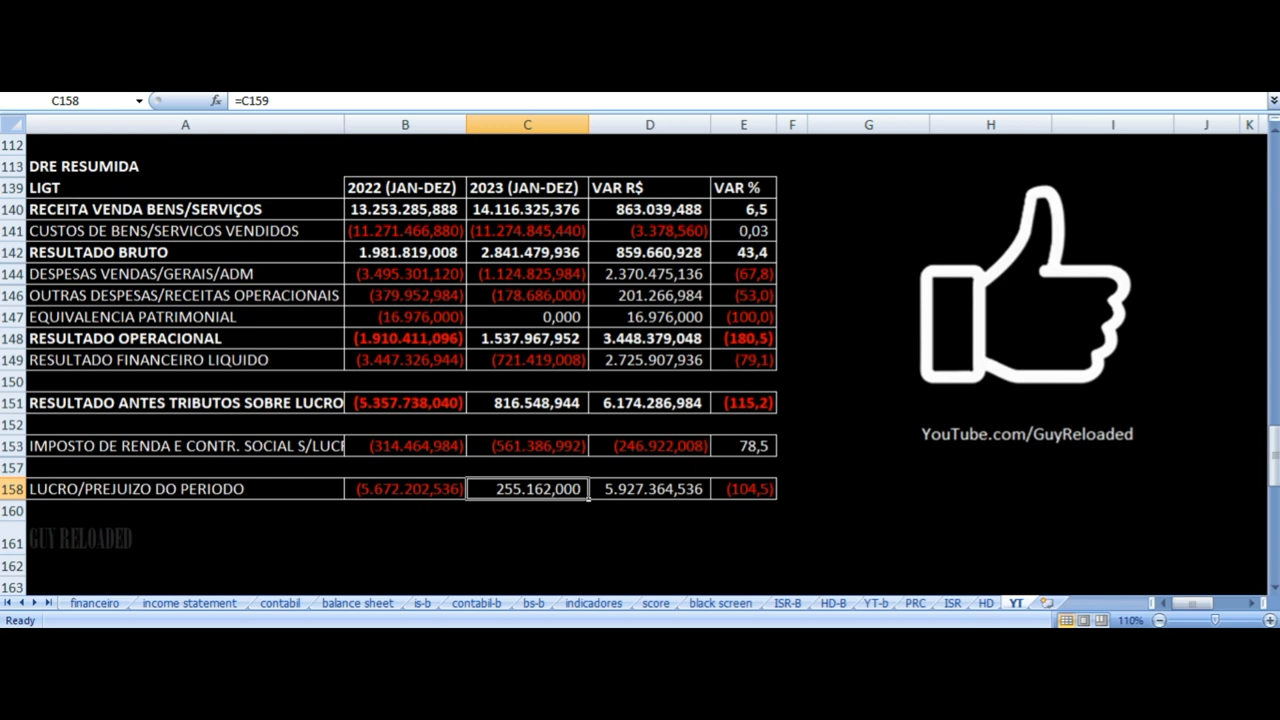 C158 fx =C159
A B C D E F G H I J K
112
113 DRE RESUMIDA
139 LIGT 2022 (JAN-DEZ) 2023 (JAN-DEZ) VAR R$ VAR %
140 RECEITA VENDA BENS/SERVIÇOS 13.253.285,888 14.116.325,376 863.039,488 6,5
141 CUSTOS DE BENS/SERVICOS VENDIDOS (11.271.466,880) (11.274.845,440) (3.378,560) 0,03
142 RESULTADO BRUTO 1.981.819,008 2.841.479,936 859.660,928 43,4
144 DESPESAS VENDAS/GERAIS/ADM (3.495.301,120) (1.124.825,984) 2.370.475,136 (67,8)
146 OUTRAS DESPESAS/RECEITAS OPERACIONAIS (379.952,984) (178.686,000) 201.266,984 (53,0)
147 EQUIVALENCIA PATRIMONIAL (16.976,000) 0,000 16.976,000 (100,0)
148 RESULTADO OPERACIONAL (1.910.411,096) 1.537.967,952 3.448.379,048 (180,5)
149 RESULTADO FINANCEIRO LIQUIDO (3.447.326,944) (721.419,008) 2.725.907,936 (79,1)
150
151 RESULTADO ANTES TRIBUTOS SOBRE LUCRO (5.357.738,040) 816.548,944 6.174.286,984 (115,2)
152
153 IMPOSTO DE RENDA E CONTR. SOCIAL S/LUCR (314.464,984) (561.386,992) (246.922,008) 78,5
157
158 LUCRO/PREJUIZO DO PERIODO (5.672.202,536) 255.162,000 5.927.364,536 (104,5)
160
161 GUY RELOADED
162
163
YouTube.com/GuyReloaded
financeiro income statement contabil balance sheet is-b contabil-b bs-b indicadores score black screen ISR-B HD-B YT-b PRC ISR HD YT
Ready 110%